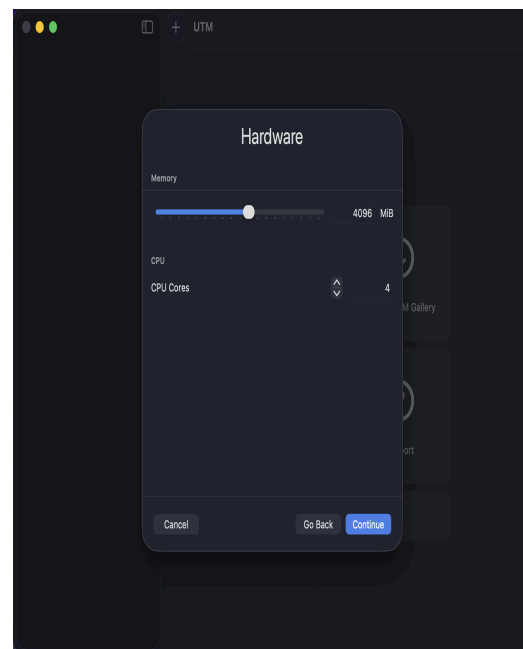 UTM
Hardware
Memory
4096 MiB
CPU
CPU Cores 4
M Gallery
ort
Cancel Go Back Continue